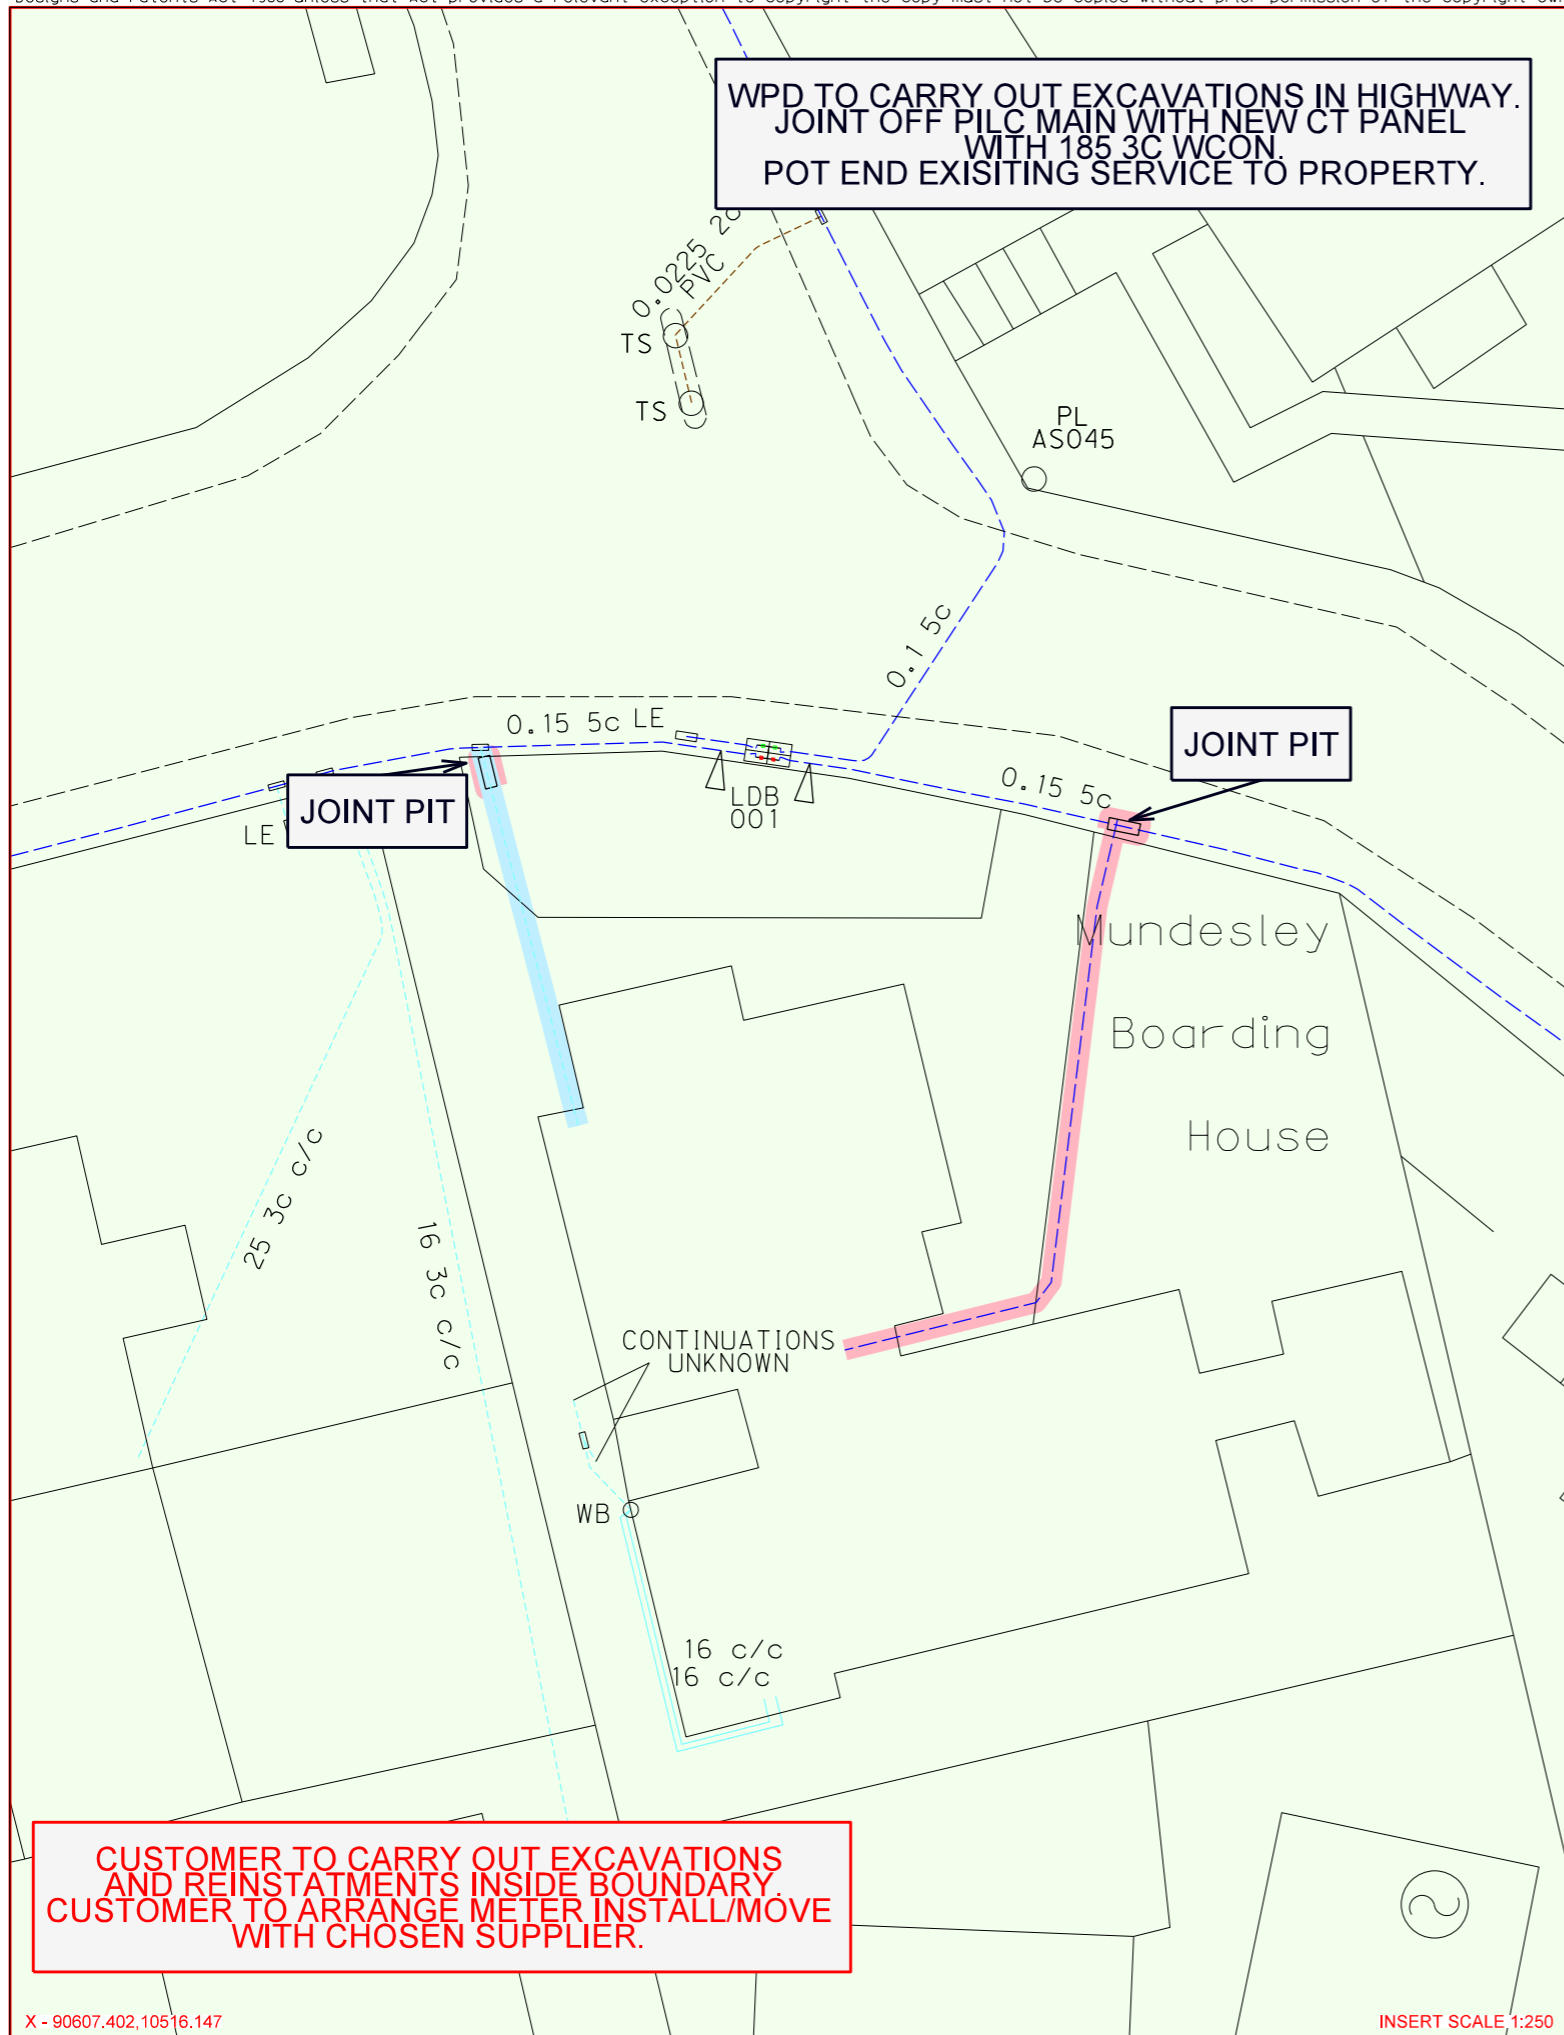 WPD TO CARRY OUT EXCAVATIONS IN HIGHWAY.
JOINT OFF PILC MAIN WITH NEW CT PANEL
WITH 185 3C WCON.
POT END EXISITING SERVICE TO PROPERTY.
0.0225 2c
PVC
TS
TS
PL
AS045
0.1 5c
0.15 5c
LE
JOINT PIT
0.15 5c
JOINT PIT
LDB
001
LE
Mundesley
Boarding
House
25 3c c/c
16 3c c/c
CONTINUATIONS
UNKNOWN
WB
16 c/c
16 c/c
CUSTOMER TO CARRY OUT EXCAVATIONS
AND REINSTATMENTS INSIDE BOUNDARY.
CUSTOMER TO ARRANGE METER INSTALL/MOVE
WITH CHOSEN SUPPLIER.
X - 90607.402,10516.147
INSERT SCALE 1:250